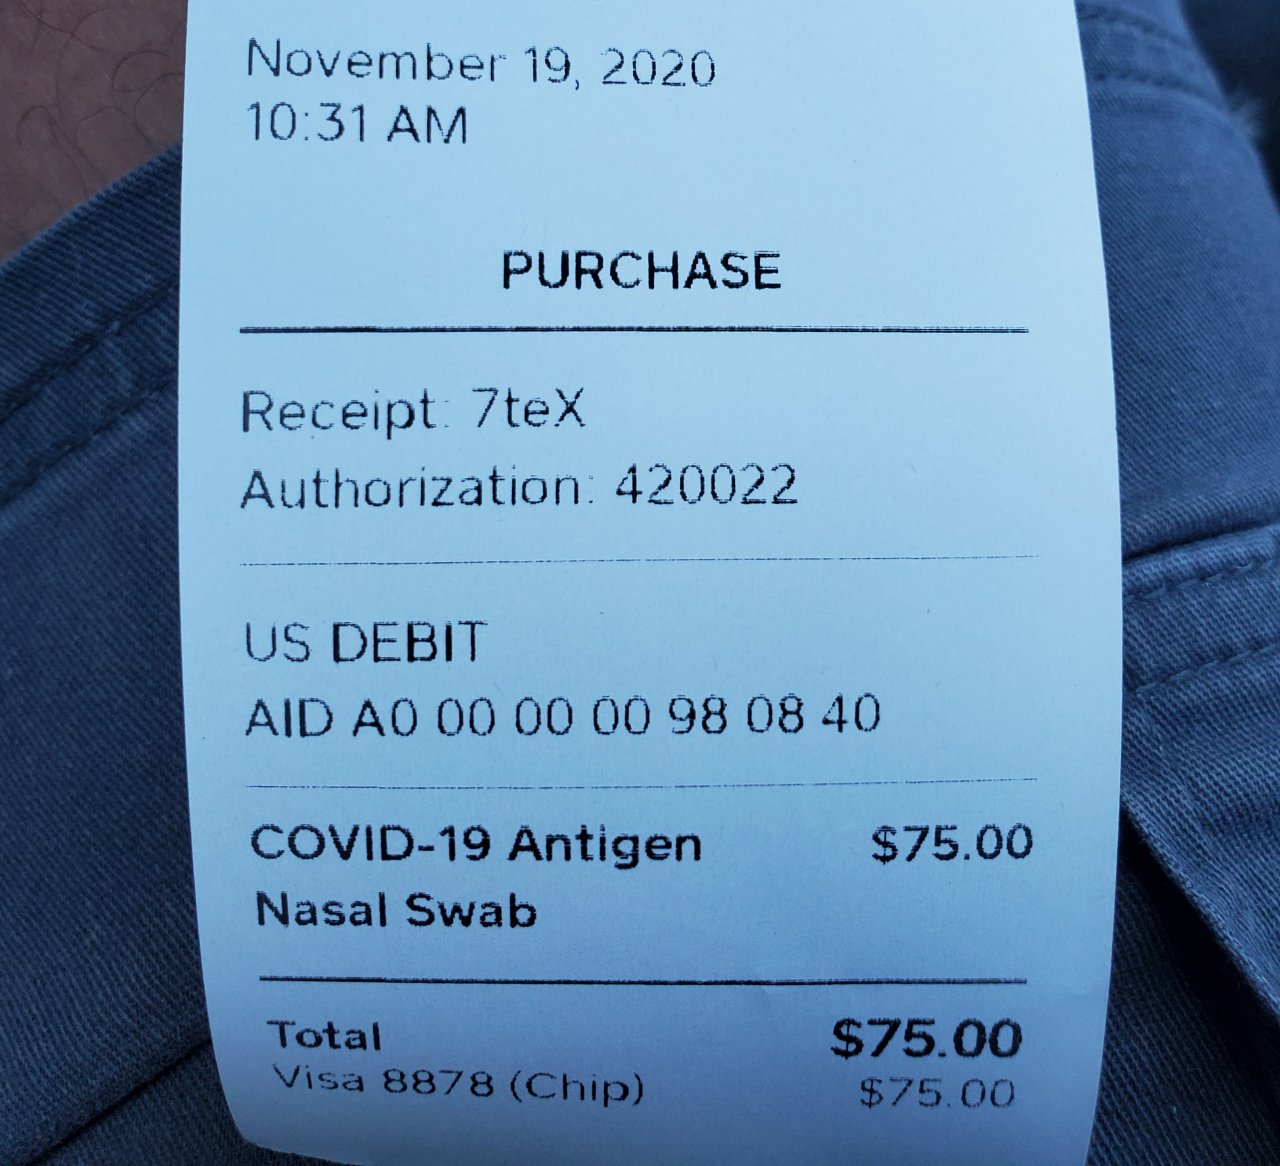 November 19, 2020
10:31 AM
PURCHASE
Receipt: 7teX
Authorization: 420022
US DEBIT
AID A0 00 00 00 98 08 40
COVID-19 Antigen $75.00
Nasal Swab
Total $75.00
Visa 8878 (Chip) $75.00